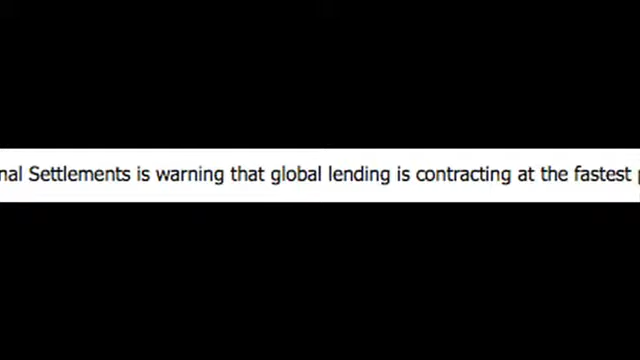 nal Settlements is warning that global lending is contracting at the fastest